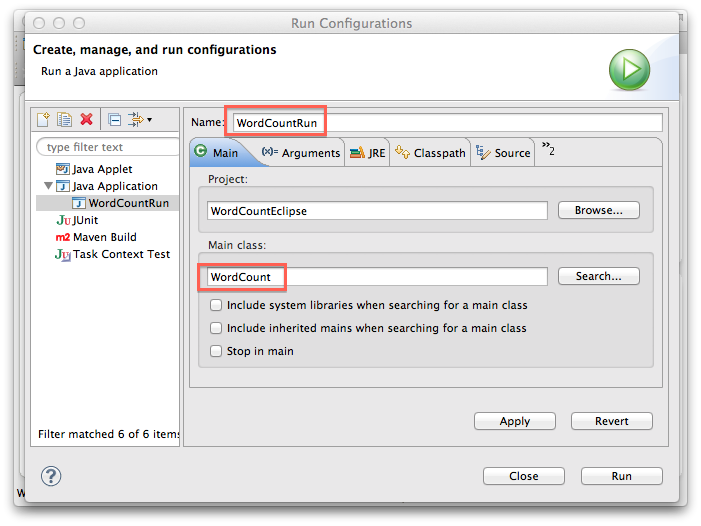 Run Configurations
Create, manage, and run configurations
Run a Java application
type filter text
Java Applet
Java Application
WordCountRun
JUnit
Maven Build
Task Context Test
Filter matched 6 of 6 items
Name: WordCountRun
Main (x)= Arguments JRE Classpath Source »2
Project:
WordCountEclipse Browse...
Main class:
WordCount Search...
Include system libraries when searching for a main class
Include inherited mains when searching for a main class
Stop in main
Apply Revert
? Close Run
W